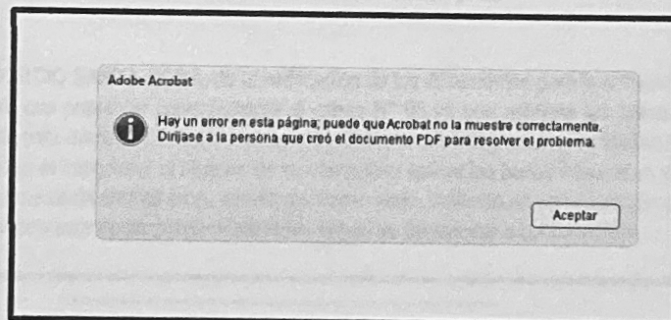 Adobe Acrobat
Hay un error en esta página; puede que Acrobat no la muestre correctamente.
Diríjase a la persona que creó el documento PDF para resolver el problema.
Aceptar